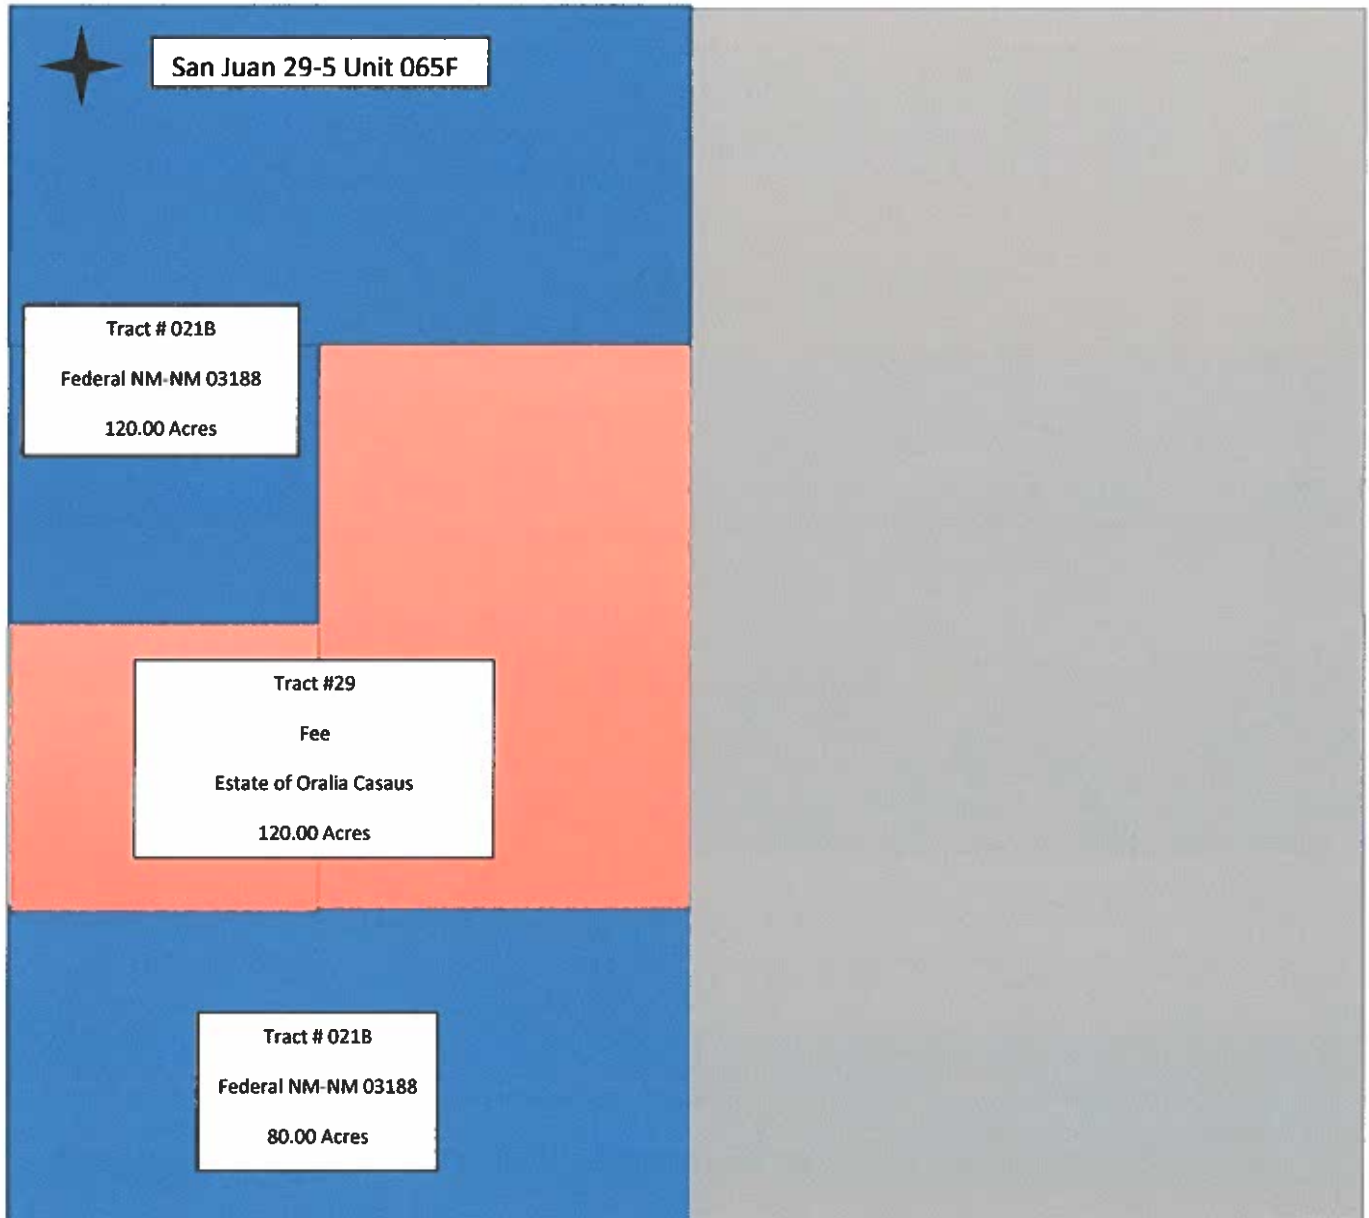 San Juan 29-5 Unit 065F
Tract # 021B
Federal NM-NM 03188
120.00 Acres
Tract #29
Fee
Estate of Oralia Casaus
120.00 Acres
Tract # 021B
Federal NM-NM 03188
80.00 Acres